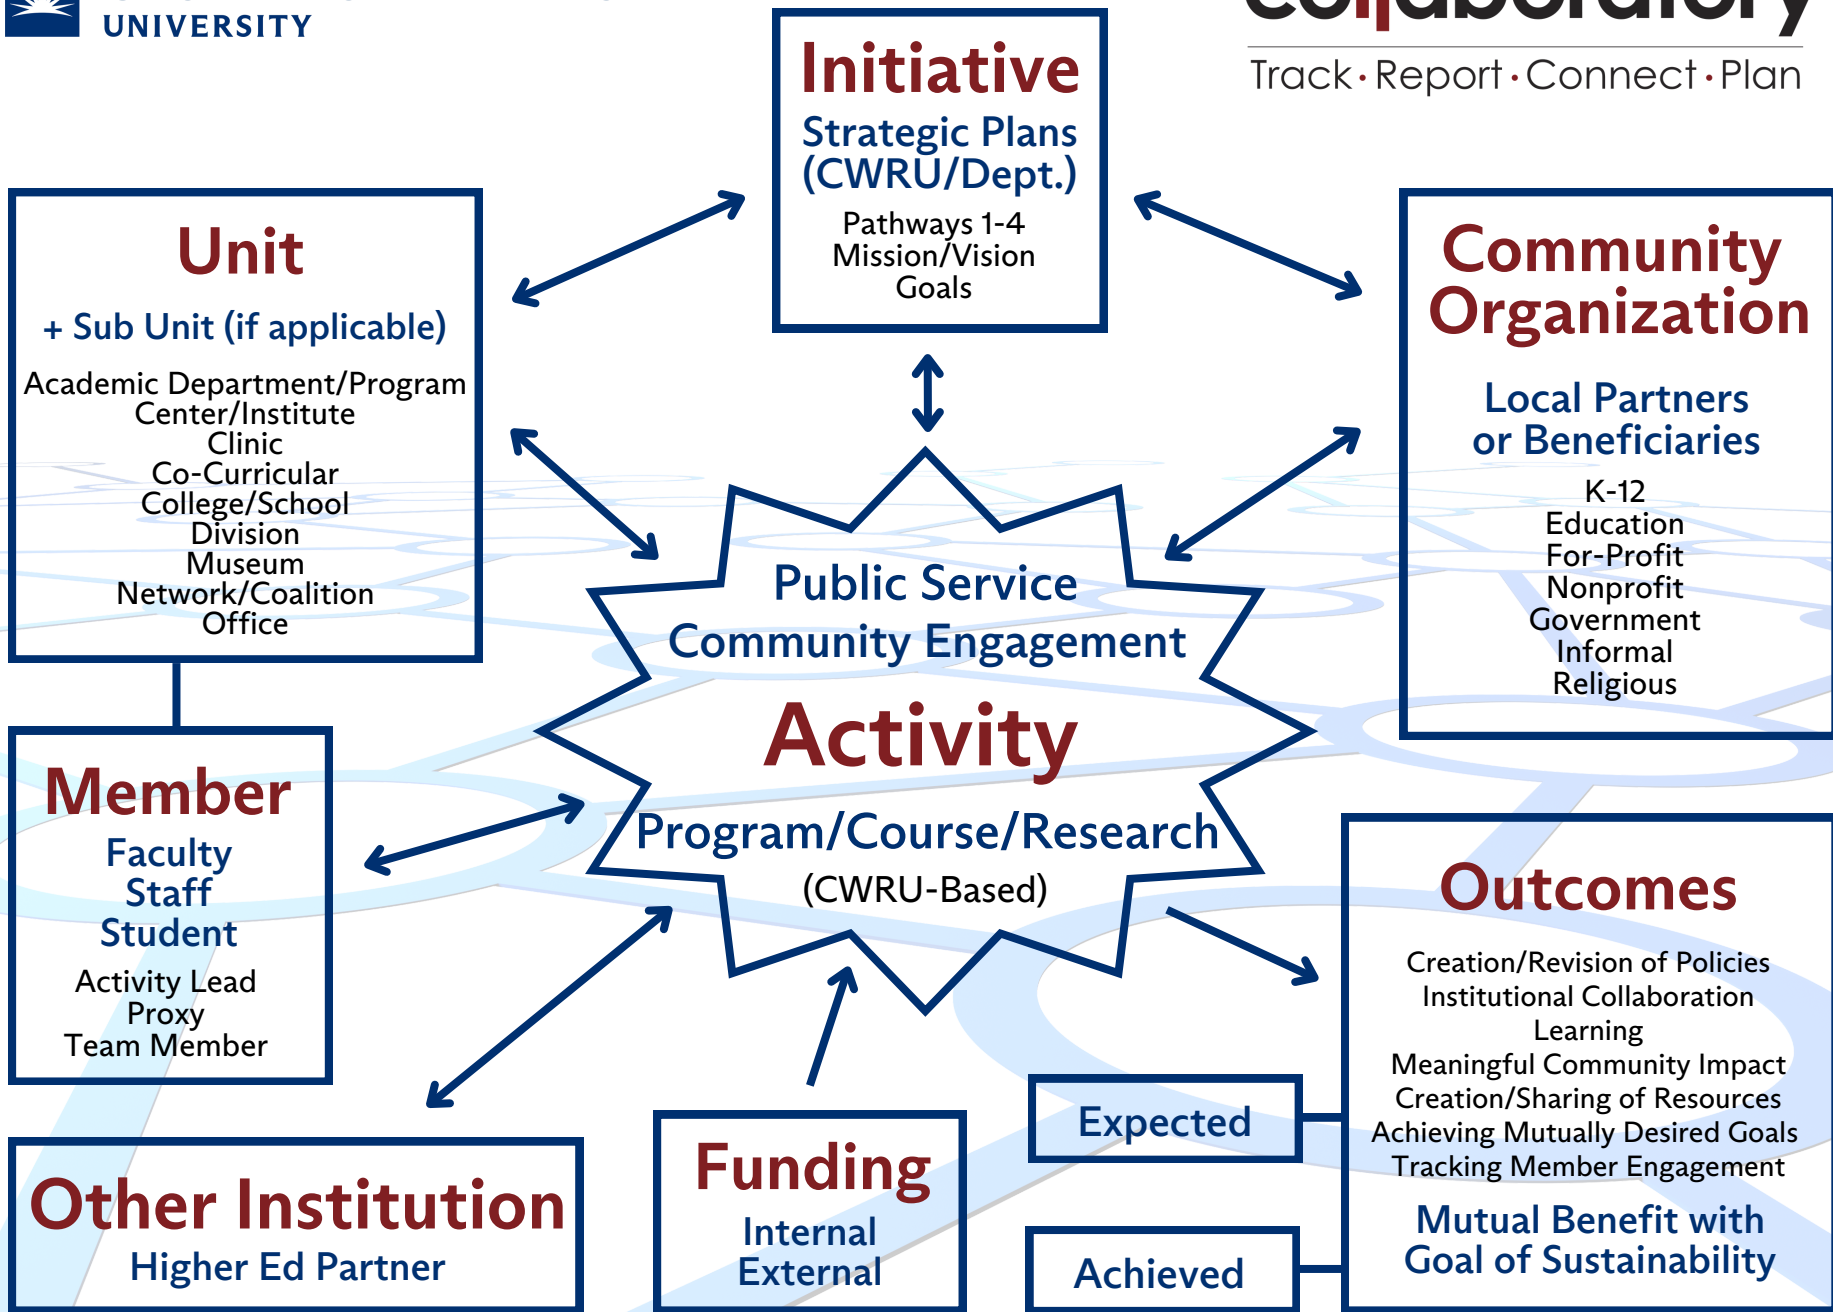 UNIVERSITY
collaboratory
Track·Report·Connect·Plan
Initiative
Strategic Plans
(CWRU/Dept.)
Pathways 1-4
Mission/Vision
Goals
Unit
+ Sub Unit (if applicable)
Academic Department/Program
Center/Institute
Clinic
Co-Curricular
College/School
Division
Museum
Network/Coalition
Office
Community
Organization
Local Partners
or Beneficiaries
K-12
Education
For-Profit
Nonprofit
Government
Informal
Religious
Public Service
Community Engagement
Activity
Program/Course/Research
(CWRU-Based)
Member
Faculty
Staff
Student
Activity Lead
Proxy
Team Member
Outcomes
Creation/Revision of Policies
Institutional Collaboration
Learning
Meaningful Community Impact
Creation/Sharing of Resources
Achieving Mutually Desired Goals
Tracking Member Engagement
Mutual Benefit with
Goal of Sustainability
Expected
Achieved
Other Institution
Higher Ed Partner
Funding
Internal
External